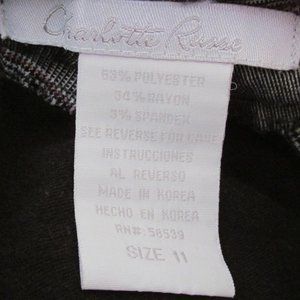 Charlotte Russe
63% POLYESTER
34% RAYON
3% SPANDEX
SEE REVERSE FOR CARE
INSTRUCCIONES
AL REVERSO
MADE IN KOREA
HECHO EN KOREA
RN#: 58539
SIZE 11